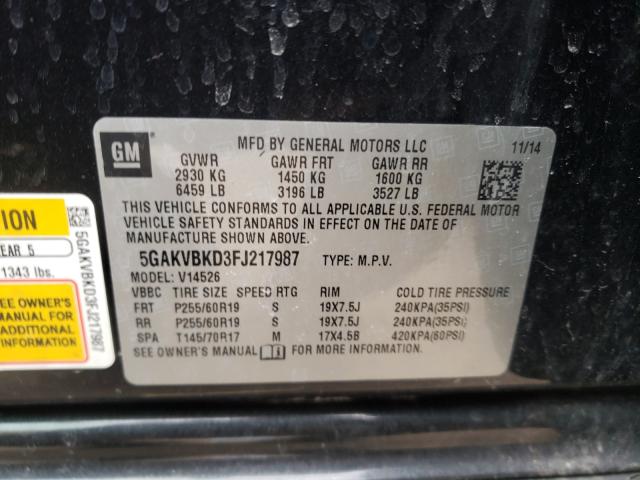 GM
MFD BY GENERAL MOTORS LLC 11/14
GVWR GAWR FRT GAWR RR
2930 KG 1450 KG 1600 KG
6459 LB 3196 LB 3527 LB
THIS VEHICLE CONFORMS TO ALL APPLICABLE U.S. FEDERAL MOTOR
VEHICLE SAFETY STANDARDS IN EFFECT ON THE DATE OF
MANUFACTURE SHOWN ABOVE.
5GAKVBKD3FJ217987 TYPE: M.P.V.
MODEL: V14526
VBBC TIRE SIZE SPEED RTG RIM COLD TIRE PRESSURE
FRT P255/60R19 S 19X7.5J 240KPA(35PSI)
RR P255/60R19 S 19X7.5J 240KPA(35PSI)
SPA T145/70R17 M 17X4.5B 420KPA(60PSI)
SEE OWNER'S MANUAL FOR MORE INFORMATION
TION
EAR 5
1343 lbs.
SEE OWNER'S
MANUAL FOR
ADDITIONAL
5GAKVBKD3FJ217987